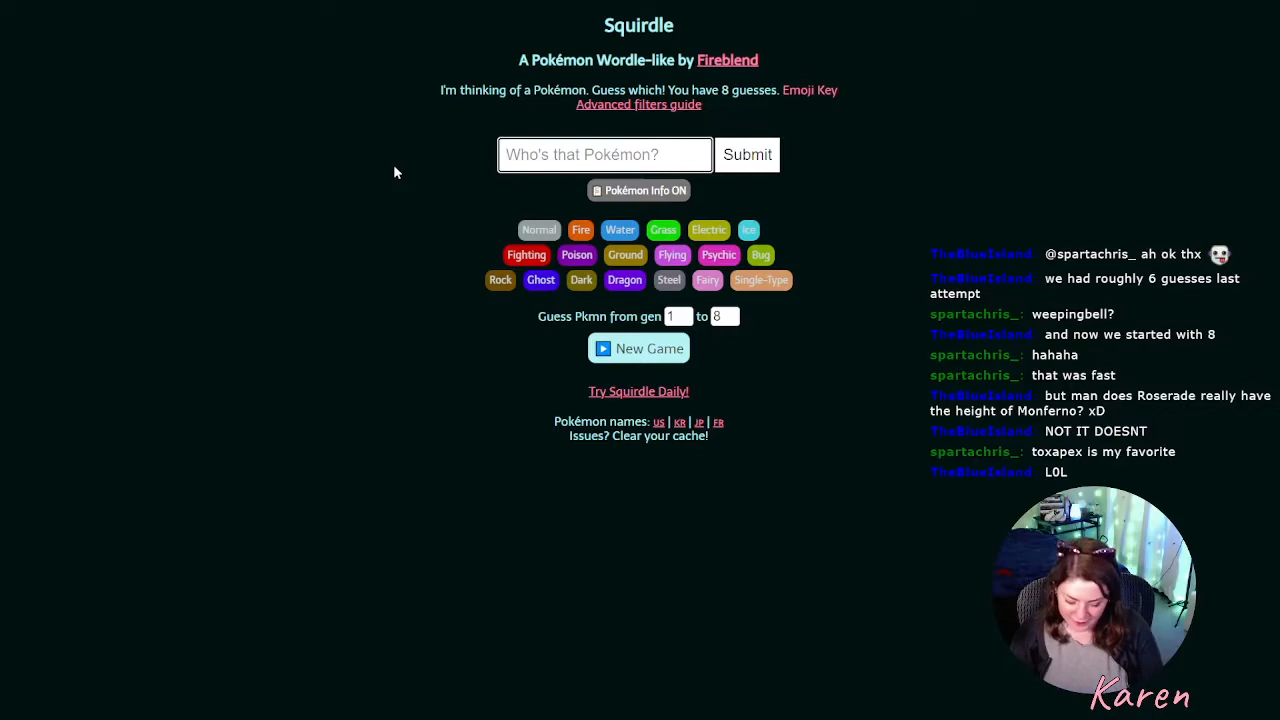 Squirdle
A Pokémon Wordle-like by Fireblend
I'm thinking of a Pokémon. Guess which! You have 8 guesses. Emoji Key
Advanced filters guide
Who's that Pokémon? Submit
Pokémon Info ON
Normal Fire Water Grass Electric Ice
Fighting Poison Ground Flying Psychic Bug
Rock Ghost Dark Dragon Steel Fairy Single-Type
Guess Pkmn from gen 1 to 8
New Game
Try Squirdle Daily!
Pokémon names: US | KR | JP | FR
Issues? Clear your cache!
TheBlueIsland: @spartachris_ ah ok thx
TheBlueIsland: we had roughly 6 guesses last
attempt
spartachris_: weepingbell?
TheBlueIsland: and now we started with 8
spartachris_: hahaha
spartachris_: that was fast
TheBlueIsland: but man does Roserade really have
the height of Monferno? xD
TheBlueIsland: NOT IT DOESNT
spartachris_: toxapex is my favorite
TheBlueIsland: L0L
Karen